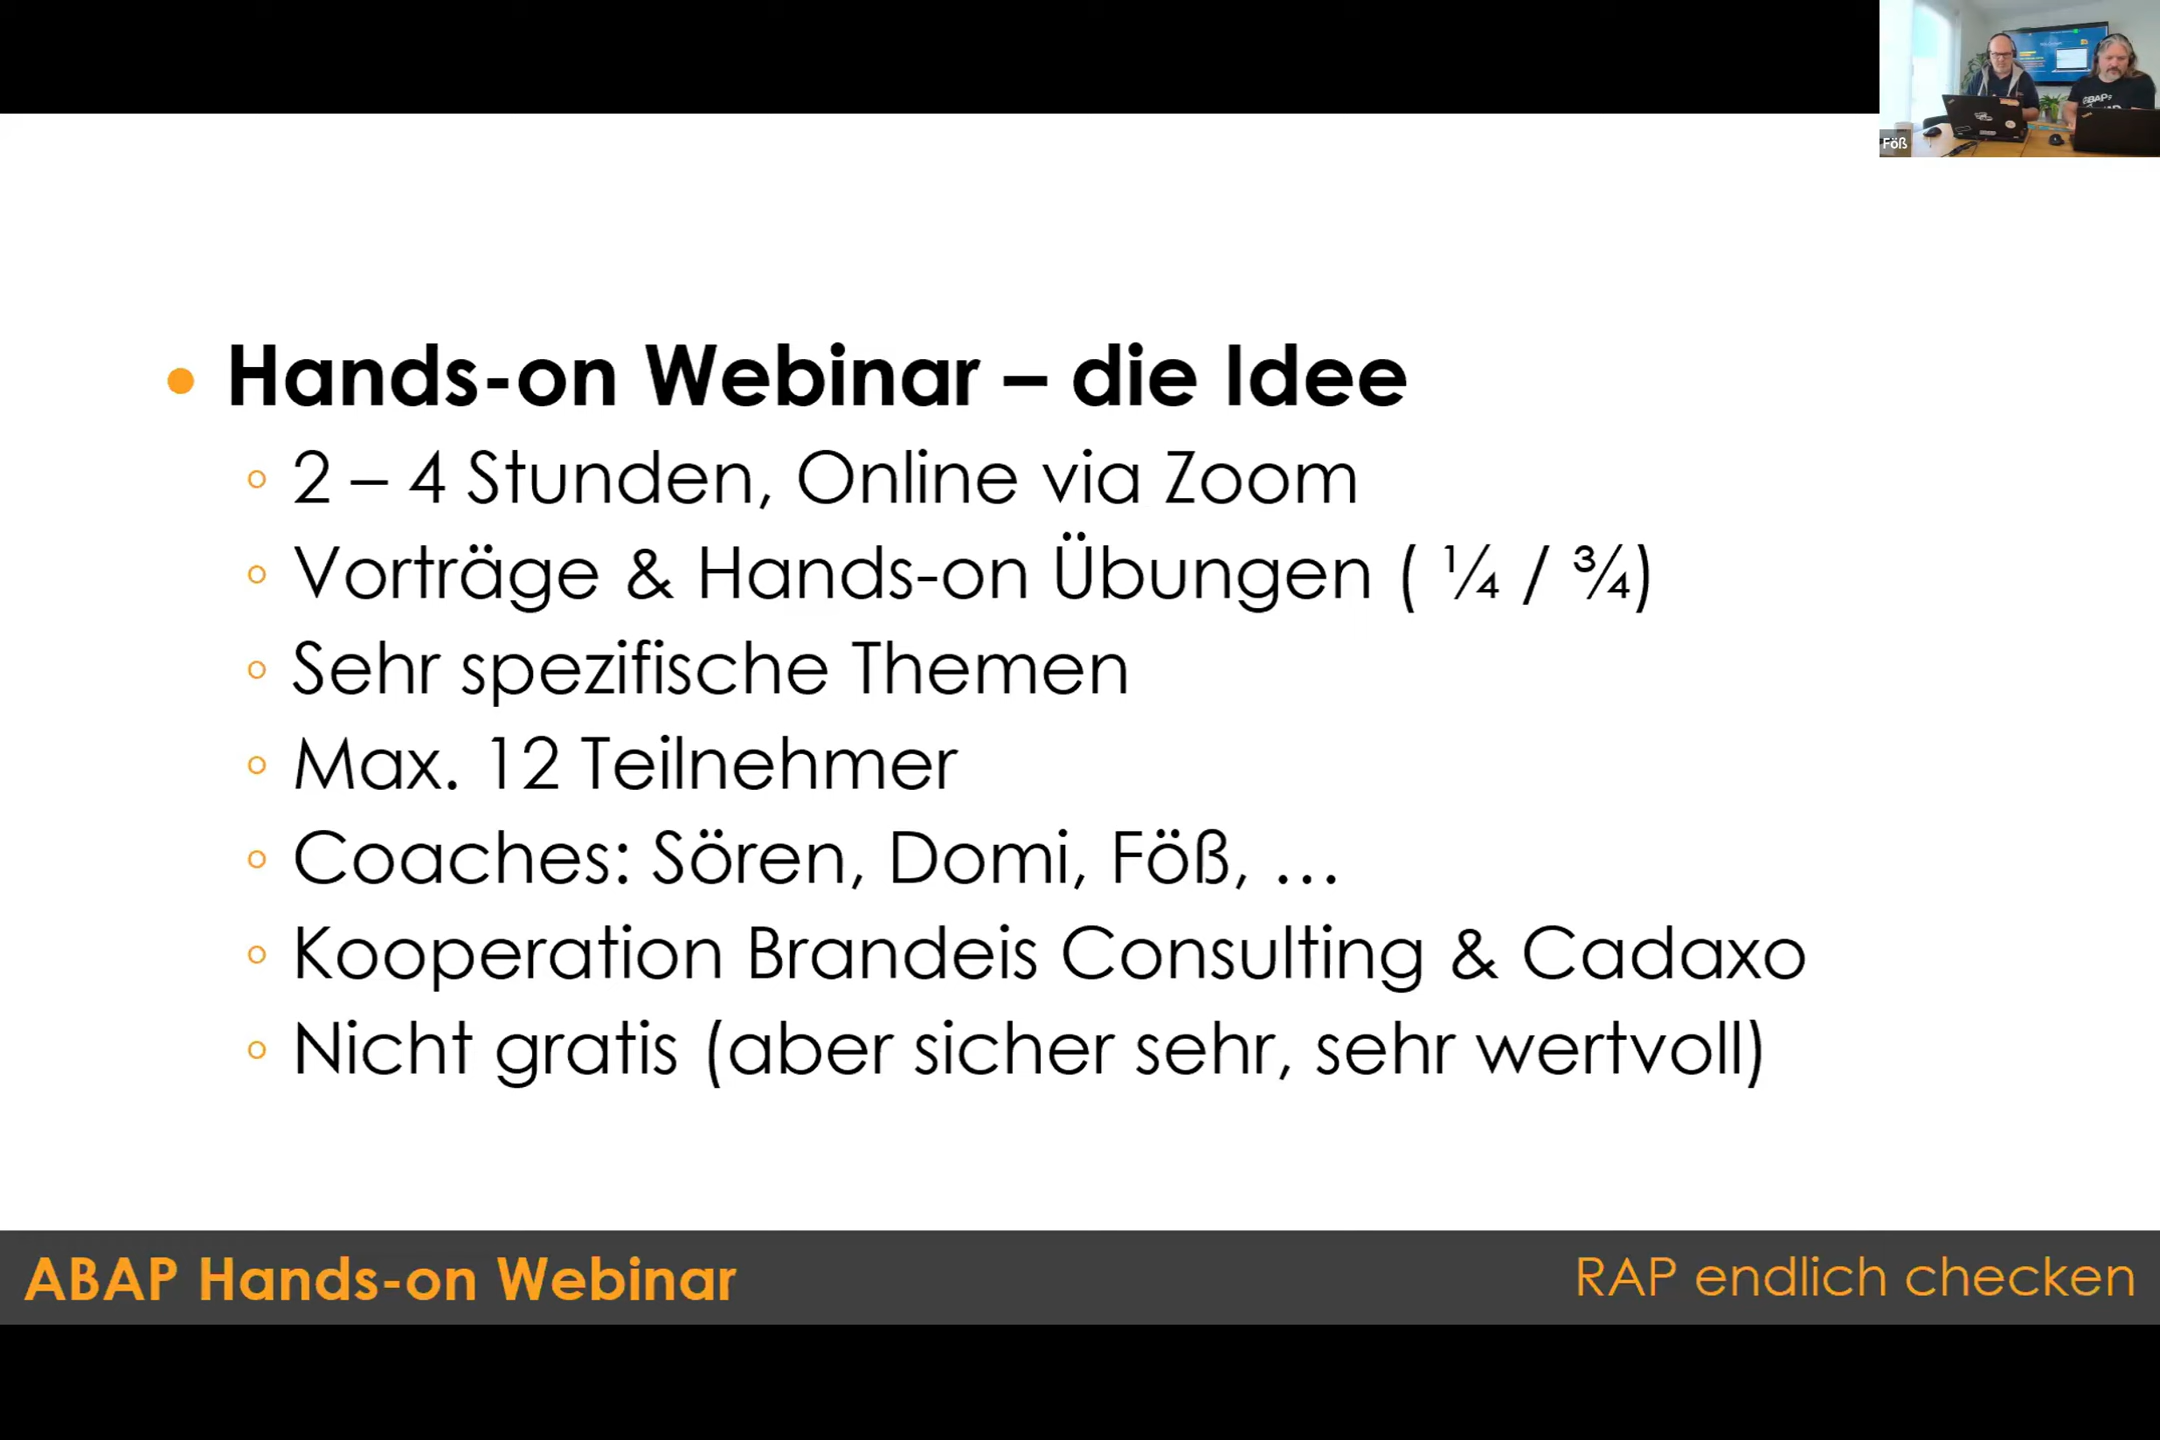 Föß
• Hands-on Webinar – die Idee
◦ 2 – 4 Stunden, Online via Zoom
◦ Vorträge & Hands-on Übungen ( ¼ / ¾)
◦ Sehr spezifische Themen
◦ Max. 12 Teilnehmer
◦ Coaches: Sören, Domi, Föß, …
◦ Kooperation Brandeis Consulting & Cadaxo
◦ Nicht gratis (aber sicher sehr, sehr wertvoll)
ABAP Hands-on Webinar
RAP endlich checken